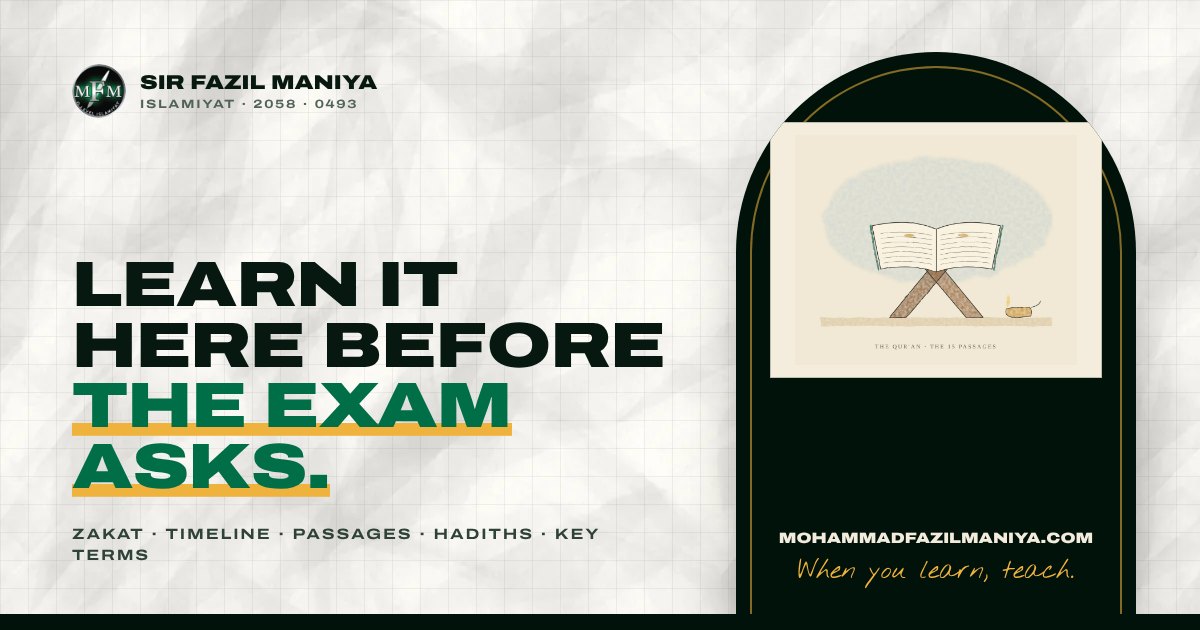 MFM
SIR FAZIL MANIYA
ISLAMIYAT · 2058 · 0493
LEARN IT
HERE BEFORE
THE EXAM
ASKS.
ZAKAT · TIMELINE · PASSAGES · HADITHS · KEY
TERMS
THE QUR'AN · THE 15 PASSAGES
MOHAMMADFAZILMANIYA.COM
When you learn, teach.